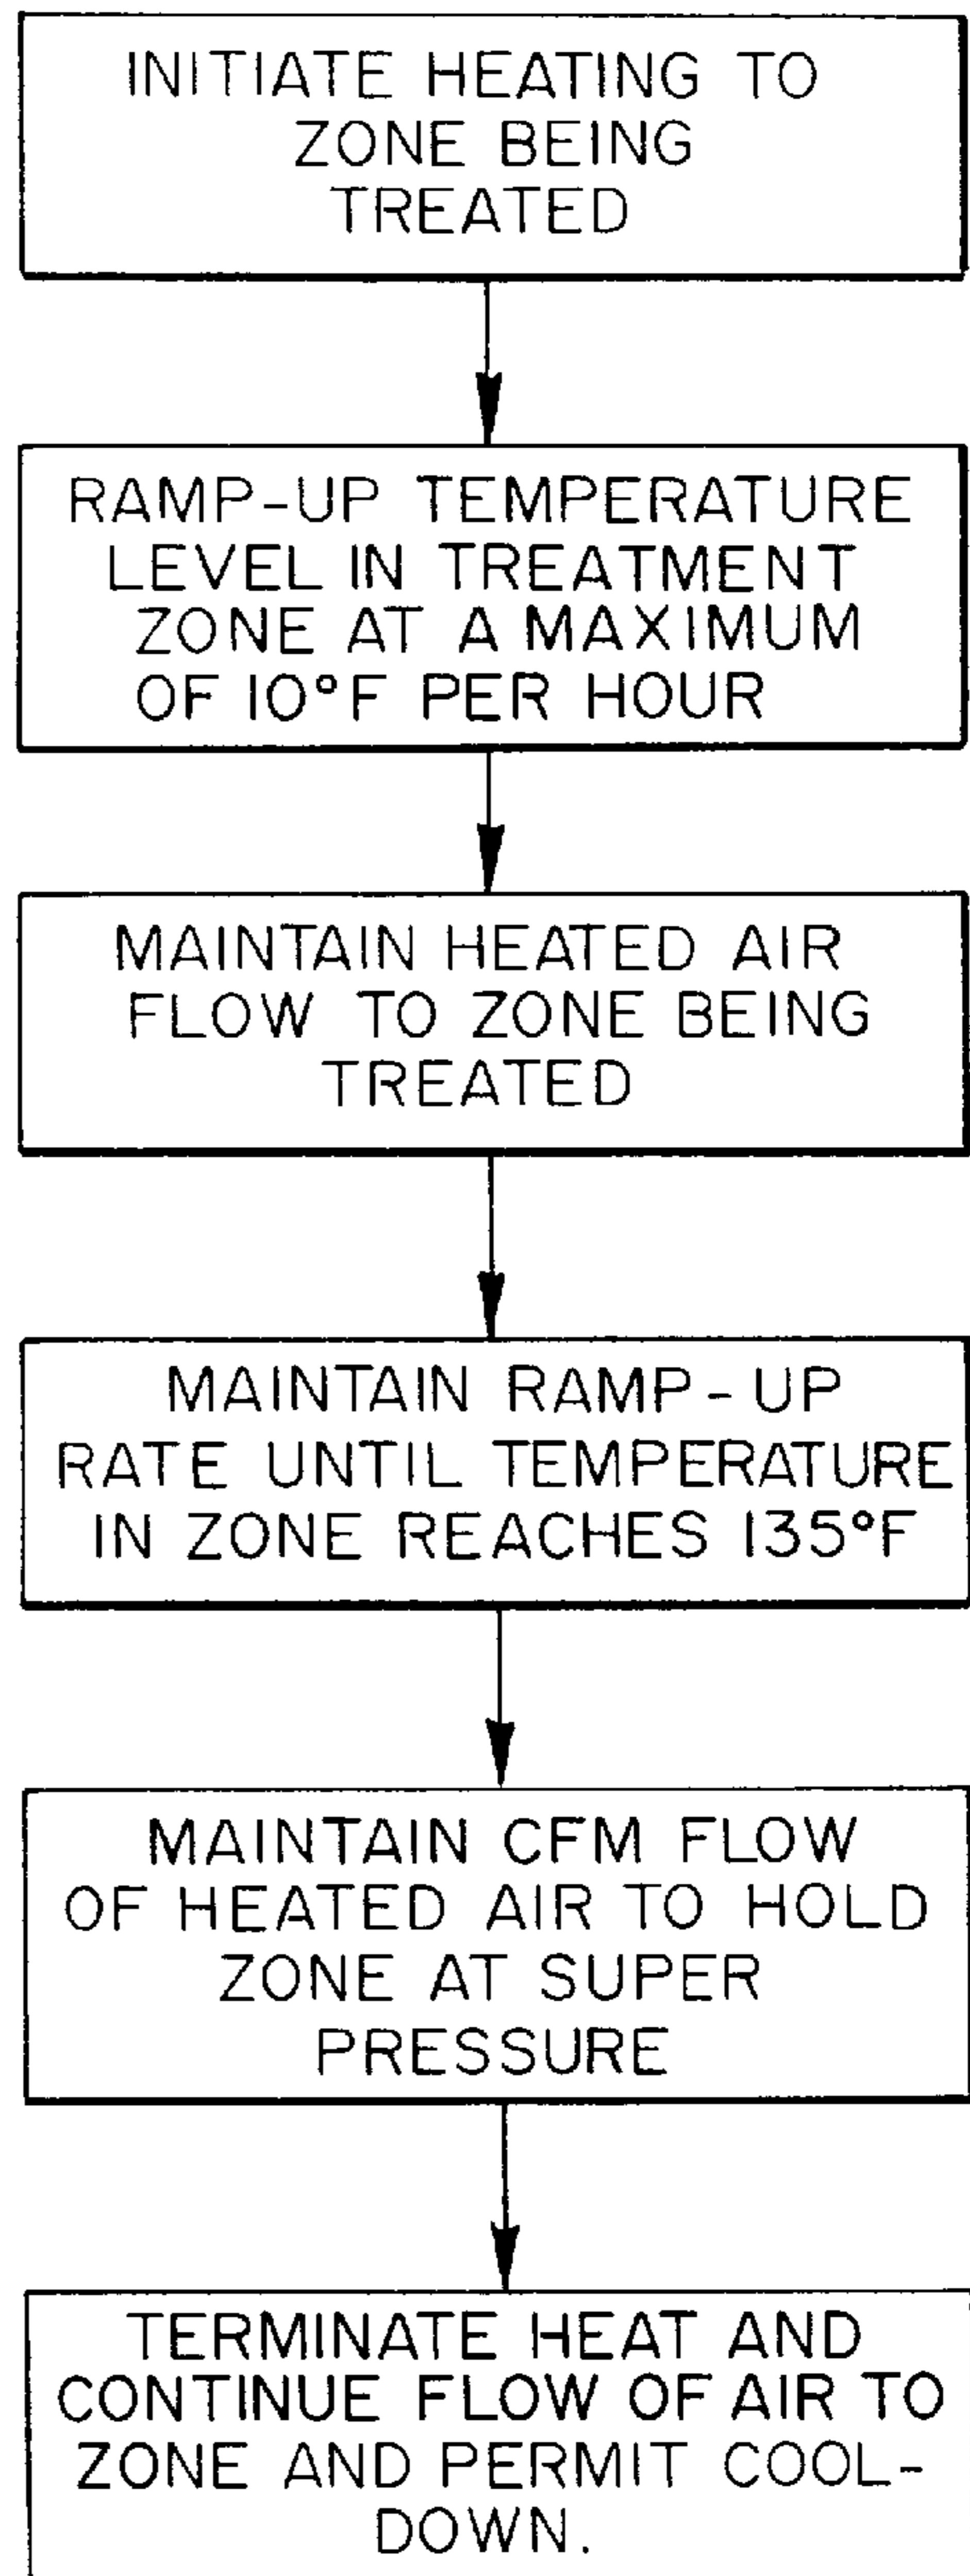 INITIATE HEATING TO
ZONE BEING
TREATED
RAMP-UP TEMPERATURE
LEVEL IN TREATMENT
ZONE AT A MAXIMUM
OF 10°F PER HOUR
MAINTAIN HEATED AIR
FLOW TO ZONE BEING
TREATED
MAINTAIN RAMP-UP
RATE UNTIL TEMPERATURE
IN ZONE REACHES 135°F
MAINTAIN CFM FLOW
OF HEATED AIR TO HOLD
ZONE AT SUPER
PRESSURE
TERMINATE HEAT AND
CONTINUE FLOW OF AIR TO
ZONE AND PERMIT COOL-
DOWN.